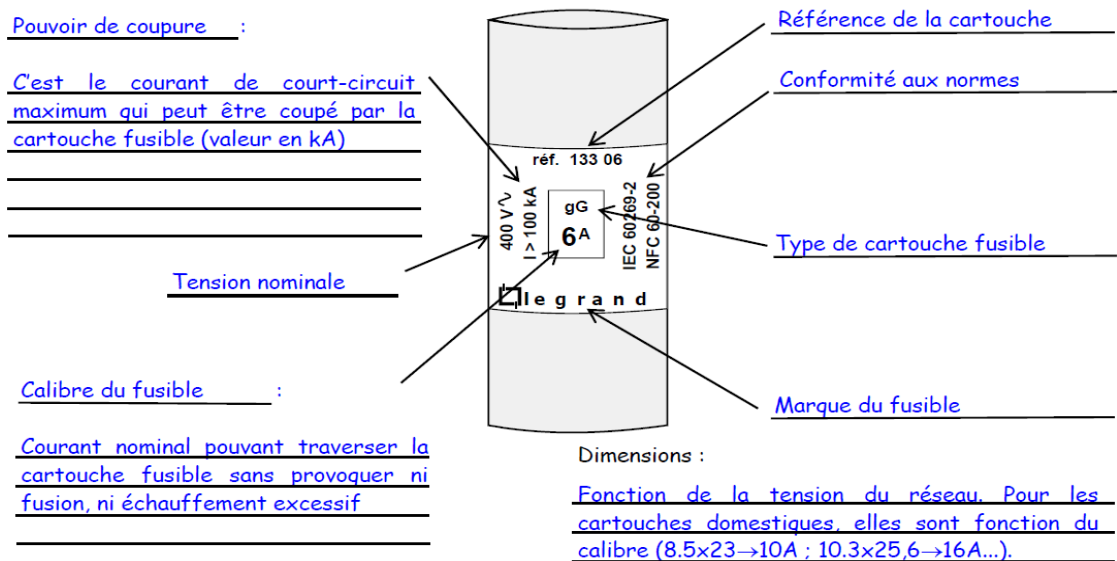 Pouvoir de coupure :
C'est le courant de court-circuit
maximum qui peut être coupé par la
cartouche fusible (valeur en kA)
Tension nominale
Calibre du fusible :
Courant nominal pouvant traverser la
cartouche fusible sans provoquer ni
fusion, ni échauffement excessif
réf. 133 06
400 V ∿
I > 100 kA
gG
6A
IEC 60269-2
NFC 60-200
legrand
Référence de la cartouche
Conformité aux normes
Type de cartouche fusible
Marque du fusible
Dimensions :
Fonction de la tension du réseau. Pour les
cartouches domestiques, elles sont fonction du
calibre (8.5x23→10A ; 10.3x25,6→16A...).